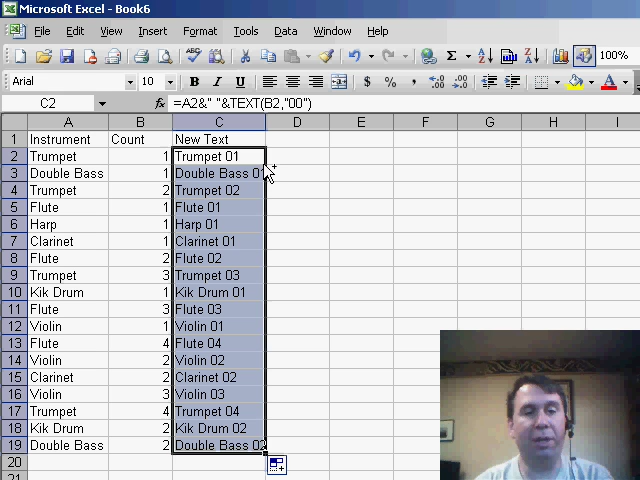 Microsoft Excel - Book6
File Edit View Insert Format Tools Data Window Help
100%
Arial 10 B I U $ % ,
C2 fx =A2&" "&TEXT(B2,"00")
A B C D E F G H I
1 Instrument Count New Text
2 Trumpet 1 Trumpet 01
3 Double Bass 1 Double Bass 01
4 Trumpet 2 Trumpet 02
5 Flute 1 Flute 01
6 Harp 1 Harp 01
7 Clarinet 1 Clarinet 01
8 Flute 2 Flute 02
9 Trumpet 3 Trumpet 03
10 Kik Drum 1 Kik Drum 01
11 Flute 3 Flute 03
12 Violin 1 Violin 01
13 Flute 4 Flute 04
14 Violin 2 Violin 02
15 Clarinet 2 Clarinet 02
16 Violin 3 Violin 03
17 Trumpet 4 Trumpet 04
18 Kik Drum 2 Kik Drum 02
19 Double Bass 2 Double Bass 02
20
21